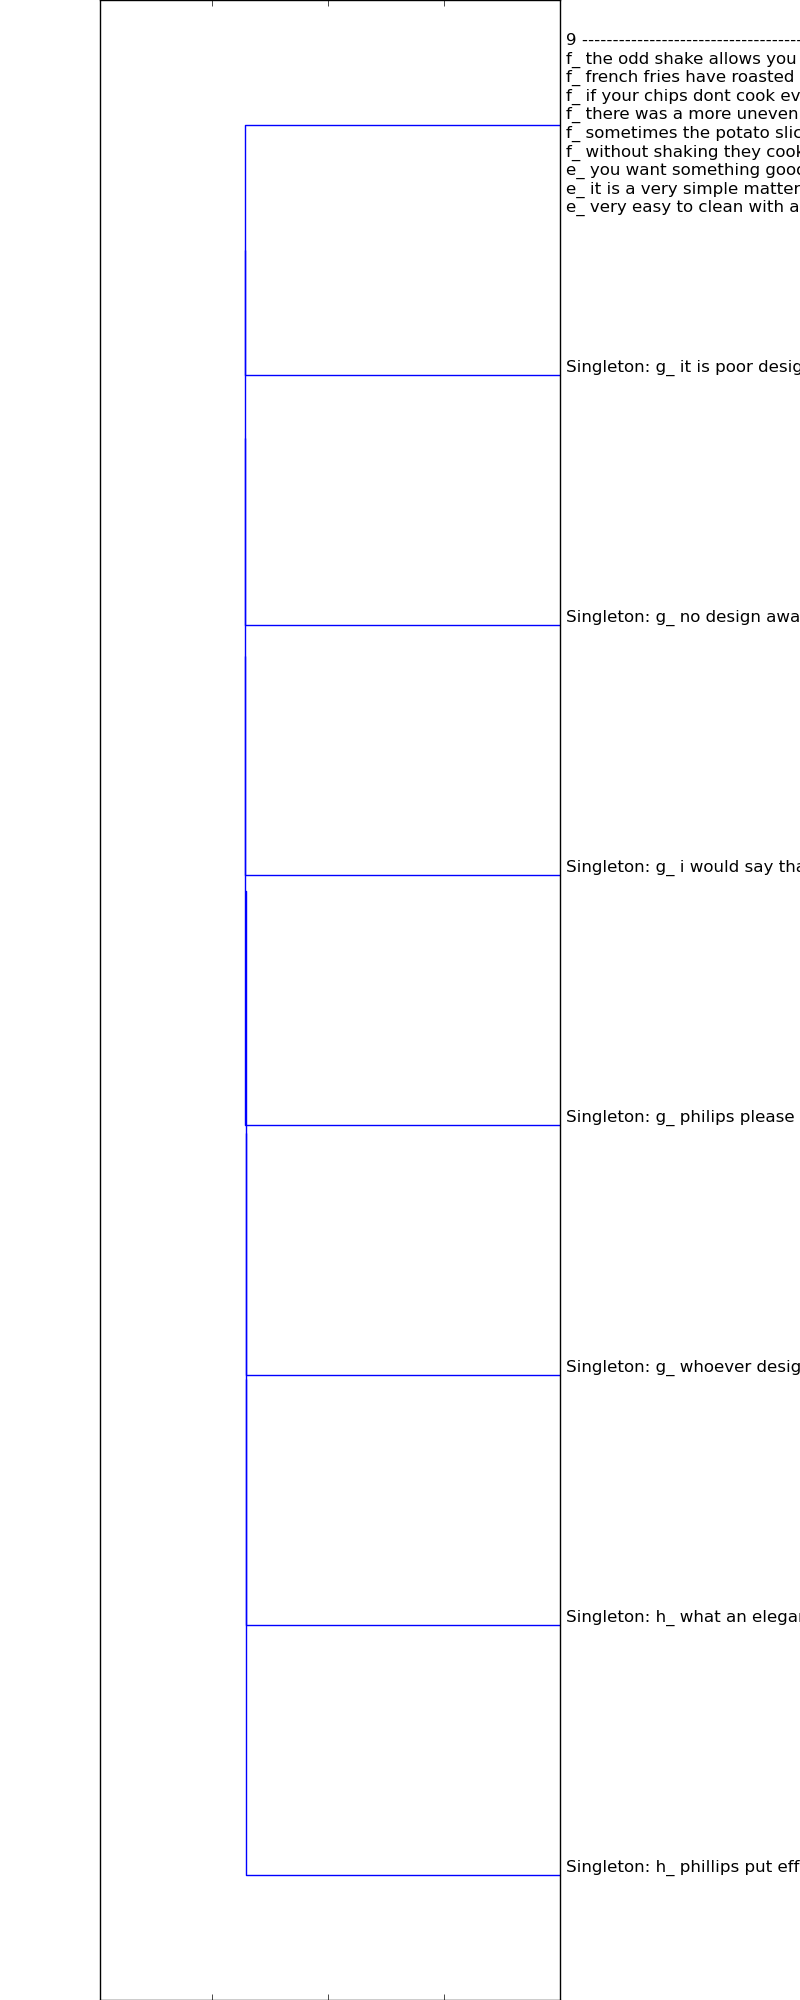 9 ------------------------------------
f_ the odd shake allows you
f_ french fries have roasted
f_ if your chips dont cook ev
f_ there was a more uneven
f_ sometimes the potato slic
f_ without shaking they cook
e_ you want something good
e_ it is a very simple matter
e_ very easy to clean with a
Singleton: g_ it is poor desig
Singleton: g_ no design awa
Singleton: g_ i would say tha
Singleton: g_ philips please
Singleton: g_ whoever desig
Singleton: h_ what an elegan
Singleton: h_ phillips put eff